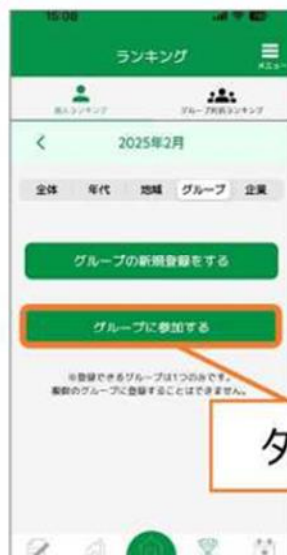 15:08
ランキング
メニュー
個人ランキング
グループ対抗ランキング
2025年2月
全体 年代 地域 グループ 企業
グループの新規登録をする
グループに参加する
※登録できるグループは1つのみです。
複数のグループに登録することはできません。
タ